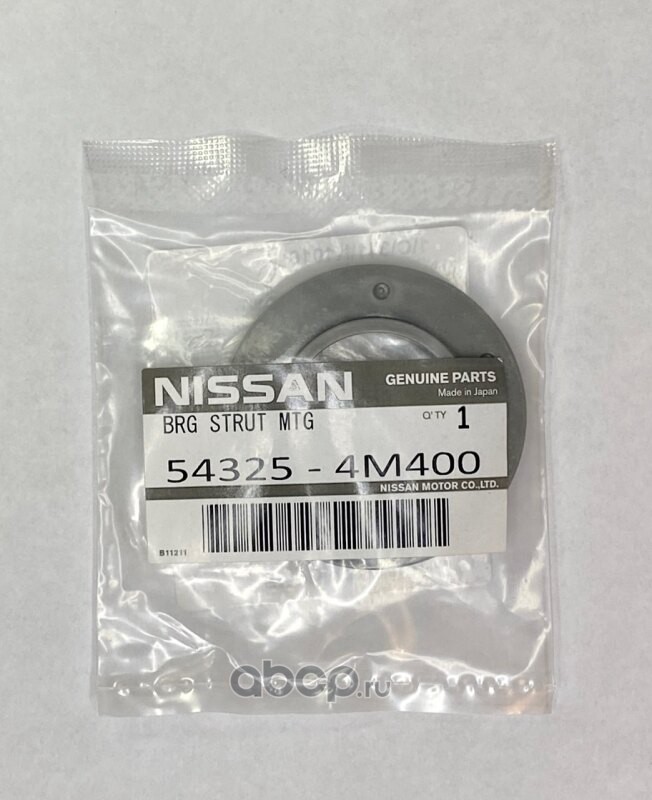 NISSAN
GENUINE PARTS
Made in Japan
BRG STRUT MTG
Q'TY 1
54325 - 4M400
NISSAN MOTOR CO.,LTD.
B11211
abcp.ru